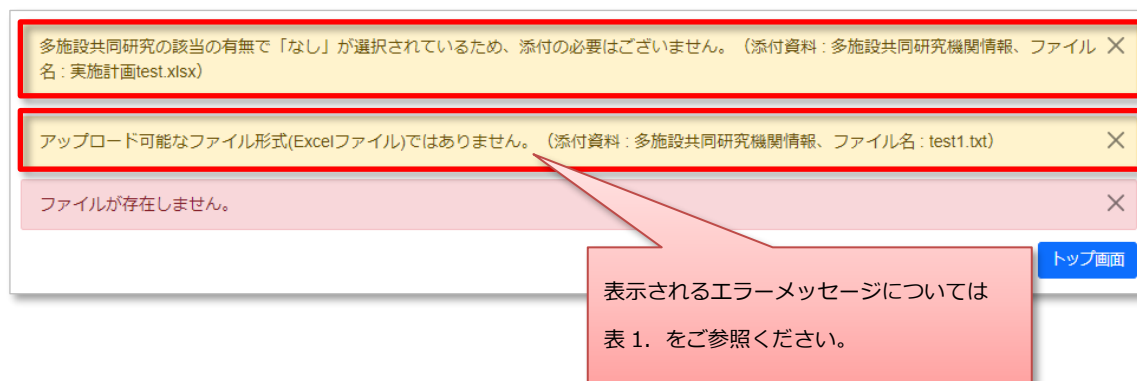 多施設共同研究の該当の有無で「なし」が選択されているため、添付の必要はございません。（添付資料 : 多施設共同研究機関情報、ファイル
名 : 実施計画test.xlsx）
アップロード可能なファイル形式(Excelファイル)ではありません。（添付資料 : 多施設共同研究機関情報、ファイル名 : test1.txt）
ファイルが存在しません。
トップ画面
表示されるエラーメッセージについては
表 1．をご参照ください。